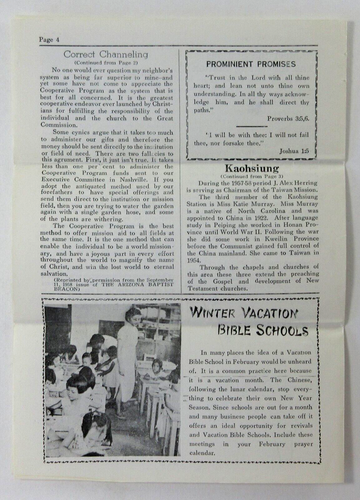 Page 4
Correct Channeling
(Continued from Page 3)
No one would ever question my neighbor's
system as being far superior to mine and
yet some have not come to appreciate the
Cooperative Program as the system that is
best for all concerned. It is the greatest
cooperative endeavor ever launched by Christ-
ians for fulfilling the responsibility of the
individual and the church to the Great
Commission.
Some cynics argue that it takes too much
to administer our gifts and therefore the
money should be sent directly to the institution
or field of need. There are two fallacies to
this agrument. First, it just isn't true. It takes
less than one per cent to administer the
Cooperative Program funds sent to our
Executive Committee in Nashville. If you
adopt the antiquated method used by our
forefathers to have special offerings and
send them direct to the institution or mission
field, then you are trying to water the garden
again with a single garden hose, and some
of the plants are withering.
The Cooperative Program is the best
method to offer mission aid to all fields at
the same time. It is the one method that can
enable the individual to be a world mission-
ary, and have a joyous part in every effort
throughout the world to magnify the name
of Christ, and win the lost world to eternal
salvation.
(Reprinted by permission from the September
issue of THE ARIZONA BAPTIST
BEACON)
PROMINENT PROMISES
"Trust in the Lord with all thine
heart; and lean not unto thine own
understanding. In all thy ways acknow-
ledge him, and he shall direct thy
paths."
Proverbs 3:5,6.
"I will be with thee: I will not fail
thee, nor forsake thee."
Joshua 1:5
Kaohsiung
(Continued from Page 3)
During the 1957-58 period J. Alex Herring
is serving as Chairman of the Taiwan Mission.
The third member of the Kaohsiung
Station is Miss Katie Murray. Miss Murray
is a native of North Carolina and was
appointed to China in 1922. After language
study in Peiping she worked in Honan Pro-
vince until World War II. Following the war
she did some work in Kweilin Province
before the Communist gained full control of
the China mainland. She came to Taiwan in
1954.
Through the chapels and churches of
this area these three extend the preaching
of the Gospel and development of New
Testament churches.
WINTER VACATION
BIBLE SCHOOLS
In many places the idea of a Vacation
Bible School in February would be unheard
of. It is a common practice here because
it is a vacation month. The Chinese,
following the lunar calendar, stop every-
thing to celebrate their own New Year
Season. Since schools are out for a month
and many business people can take off it
offers an ideal opportunity for revivals
and Vacation Bible Schools. Include these
meetings in your February prayer
calendar.